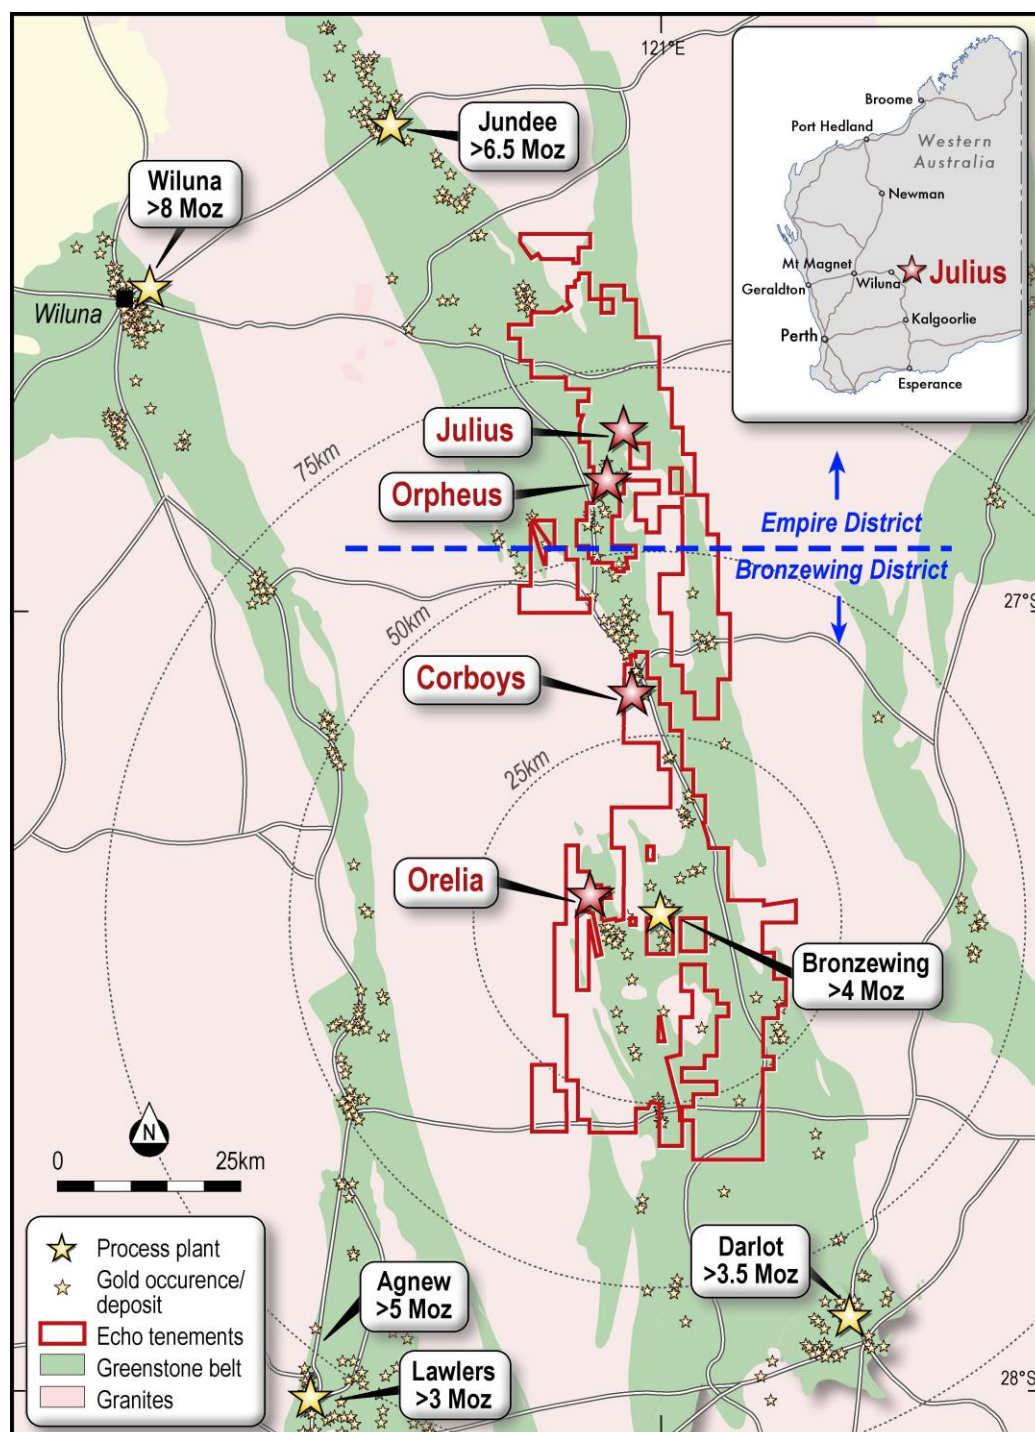 121°E
Jundee
>6.5 Moz
Wiluna
>8 Moz
Wiluna
Broome
Port Hedland
Western
Australia
Newman
Mt Magnet
Wiluna
Julius
Geraldton
Kalgoorlie
Perth
Esperance
75km
Julius
Orpheus
Empire District
Bronzewing District
27°S
50km
Corboys
25km
Orelia
Bronzewing
>4 Moz
N
0 25km
Process plant
Gold occurence/
deposit
Echo tenements
Greenstone belt
Granites
Agnew
>5 Moz
Lawlers
>3 Moz
Darlot
>3.5 Moz
28°S